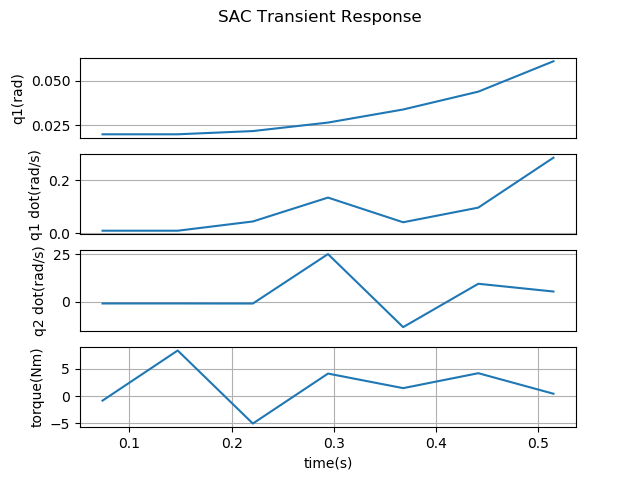 SAC Transient Response
q1(rad)
0.050
0.025
q1 dot(rad/s)
0.2
0.0
q2 dot(rad/s)
25
0
torque(Nm)
5
0
−5
0.1 0.2 0.3 0.4 0.5
time(s)